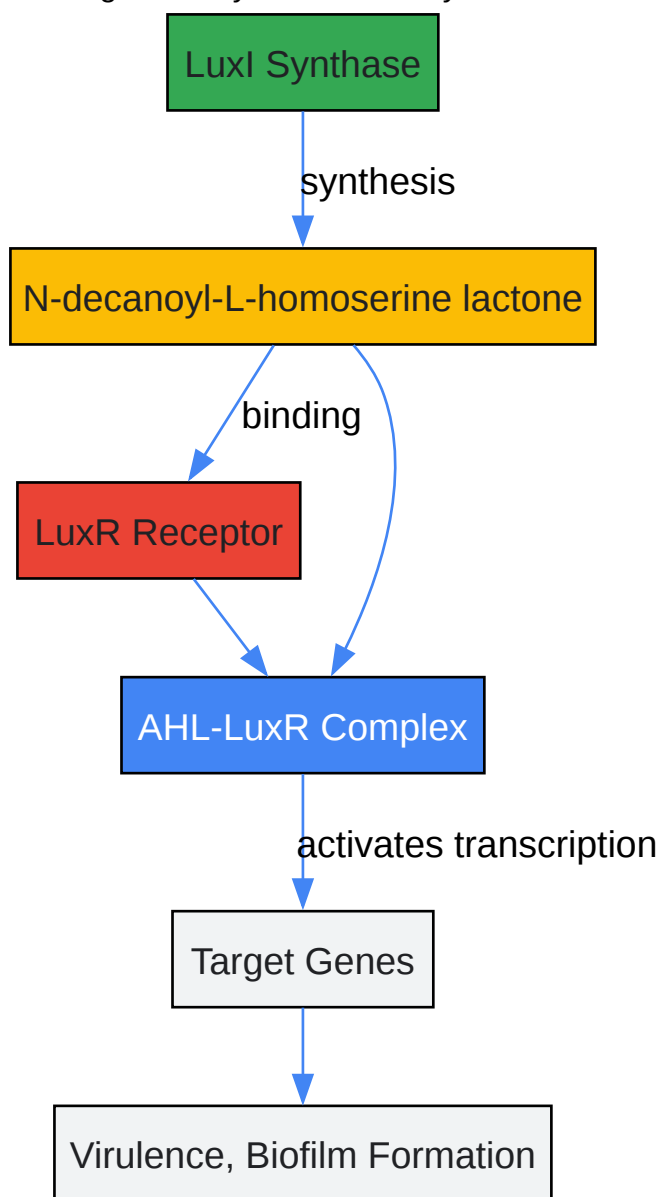 LuxI Synthase
synthesis
N-decanoyl-L-homoserine lactone
binding
LuxR Receptor
AHL-LuxR Complex
activates transcription
Target Genes
Virulence, Biofilm Formation